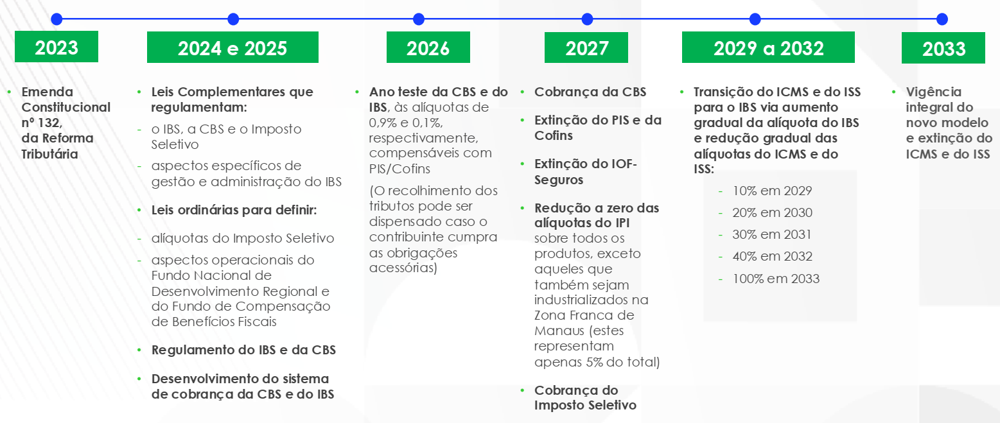 2023
Emenda
Constitucional
nº 132,
da Reforma
Tributária
2024 e 2025
Leis Complementares que
regulamentam:
- o IBS, a CBS e o Imposto
Seletivo
- aspectos específicos de
gestão e administração do IBS
Leis ordinárias para definir:
- alíquotas do Imposto Seletivo
- aspectos operacionais do
Fundo Nacional de
Desenvolvimento Regional e
do Fundo de Compensação
de Benefícios Fiscais
Regulamento do IBS e da CBS
Desenvolvimento do sistema
de cobrança da CBS e do IBS
2026
Ano teste da CBS e do
IBS, às alíquotas de
0,9% e 0,1%,
respectivamente,
compensáveis com
PIS/Cofins
(O recolhimento dos
tributos pode ser
dispensado caso o
contribuinte cumpra
as obrigações
acessórias)
2027
Cobrança da CBS
Extinção do PIS e da
Cofins
Extinção do IOF-
Seguros
Redução a zero das
alíquotas do IPI
sobre todos os
produtos, exceto
aqueles que
também sejam
industrializados na
Zona Franca de
Manaus (estes
representam
apenas 5% do total)
Cobrança do
Imposto Seletivo
2029 a 2032
Transição do ICMS e do ISS
para o IBS via aumento
gradual da alíquota do IBS
e redução gradual das
alíquotas do ICMS e do
ISS:
- 10% em 2029
- 20% em 2030
- 30% em 2031
- 40% em 2032
- 100% em 2033
2033
Vigência
integral do
novo modelo
e extinção do
ICMS e do ISS